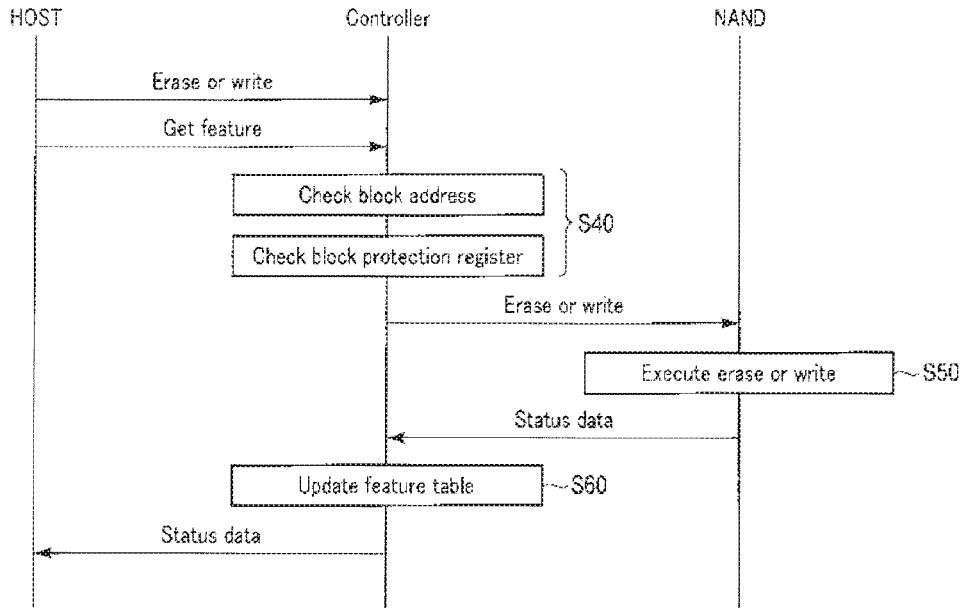 HOST Controller NAND
Erase or write
Get feature
Check block address
S40
Check block protection register
Erase or write
Execute erase or write S50
Status data
Update feature table S60
Status data